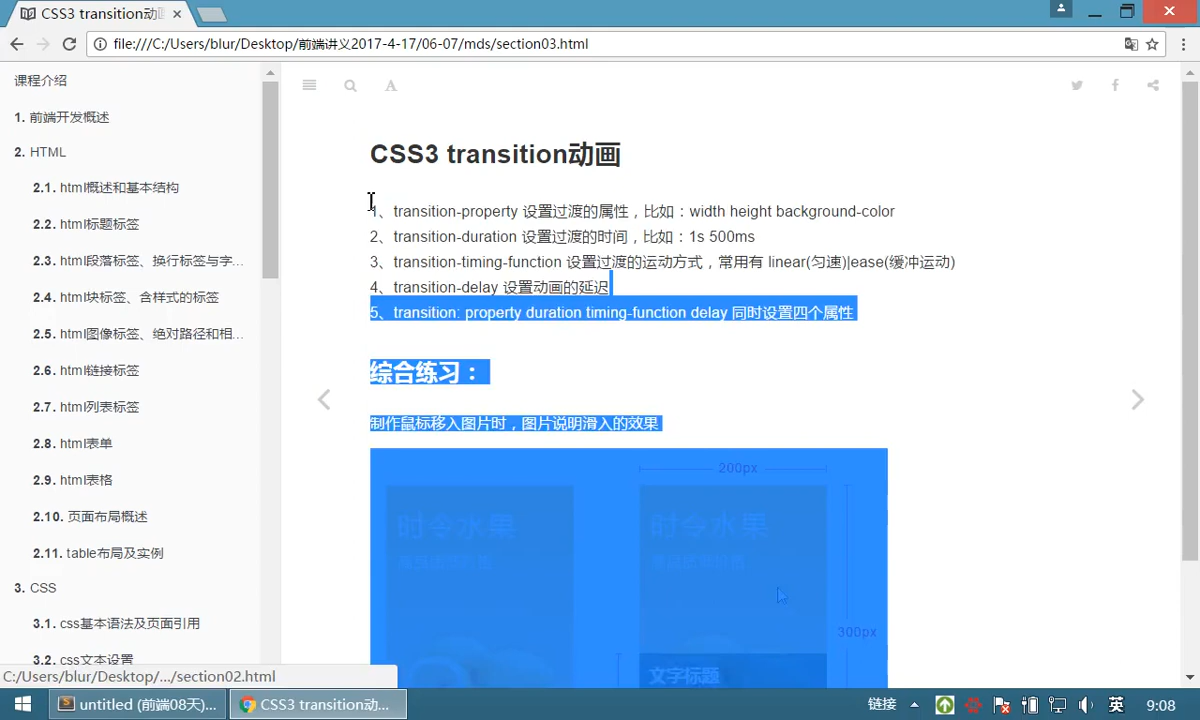 CSS3 transition动画
file:///C:/Users/blur/Desktop/前端讲义2017-4-17/06-07/mds/section03.html
课程介绍
1. 前端开发概述
2. HTML
2.1. html概述和基本结构
2.2. html标题标签
2.3. html段落标签、换行标签与字...
2.4. html块标签、含样式的标签
2.5. html图像标签、绝对路径和相...
2.6. html链接标签
2.7. html列表标签
2.8. html表单
2.9. html表格
2.10. 页面布局概述
2.11. table布局及实例
3. CSS
3.1. css基本语法及页面引用
3.2. css文本设置
A
CSS3 transition动画
1、transition-property 设置过渡的属性，比如：width height background-color
2、transition-duration 设置过渡的时间，比如：1s 500ms
3、transition-timing-function 设置过渡的运动方式，常用有 linear(匀速)|ease(缓冲运动)
4、transition-delay 设置动画的延迟
5、transition: property duration timing-function delay 同时设置四个属性
综合练习：
制作鼠标移入图片时，图片说明滑入的效果
200px
时令水果
时令水果
300px
文字标题
C:/Users/blur/Desktop/.../section02.html
untitled (前端08天)...
CSS3 transition动...
链接
英
9:08